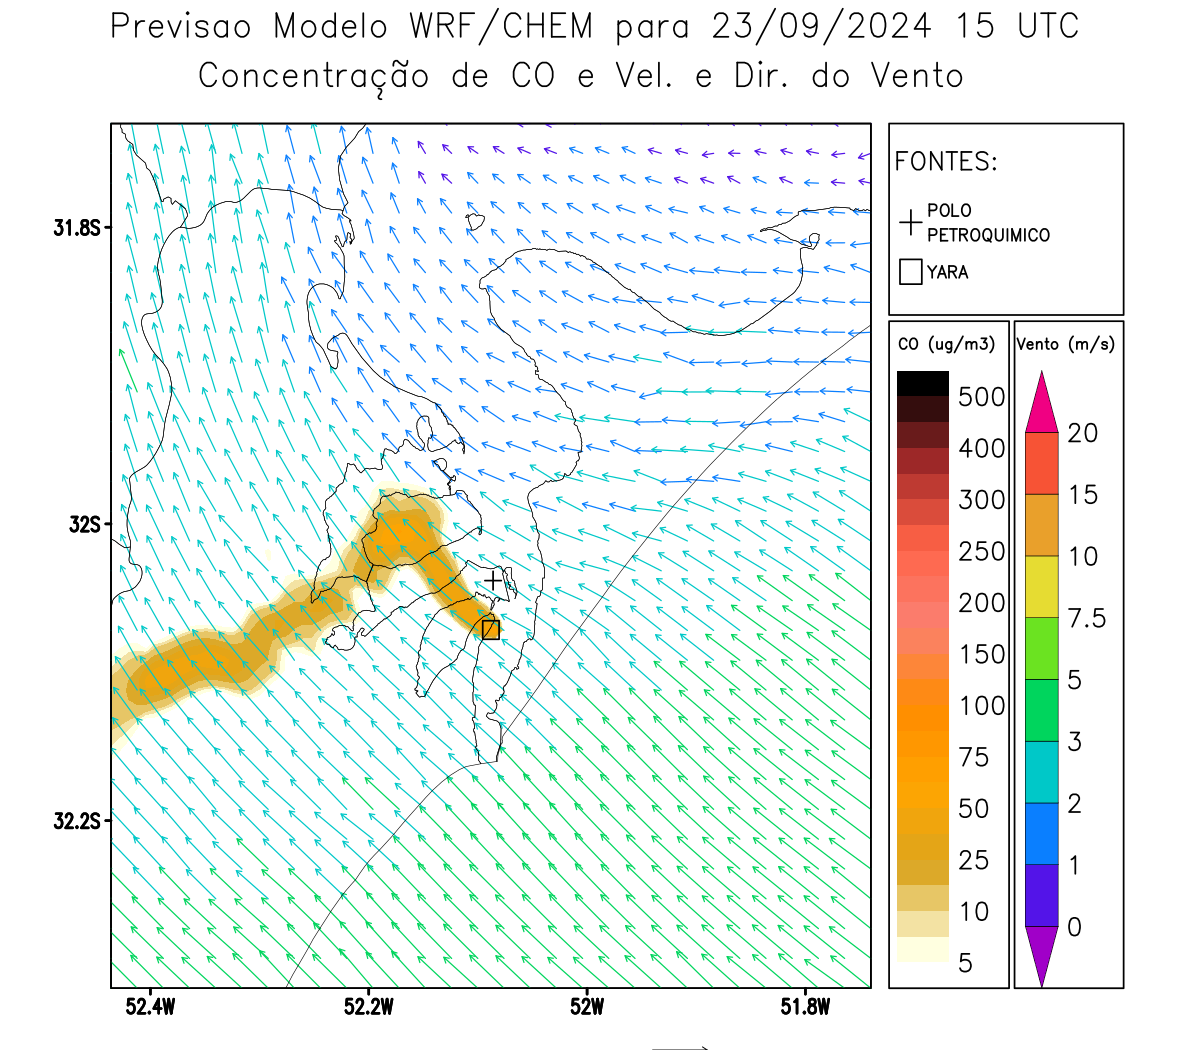 Previsao Modelo WRF/CHEM para 23/09/2024 15 UTC
Concentração de CO e Vel. e Dir. do Vento
FONTES:
POLO
PETROQUIMICO
YARA
CO (ug/m3)
500
400
300
250
200
150
100
75
50
25
10
5
Vento (m/s)
20
15
10
7.5
5
3
2
1
0
31.8S
32S
32.2S
52.4W
52.2W
52W
51.8W